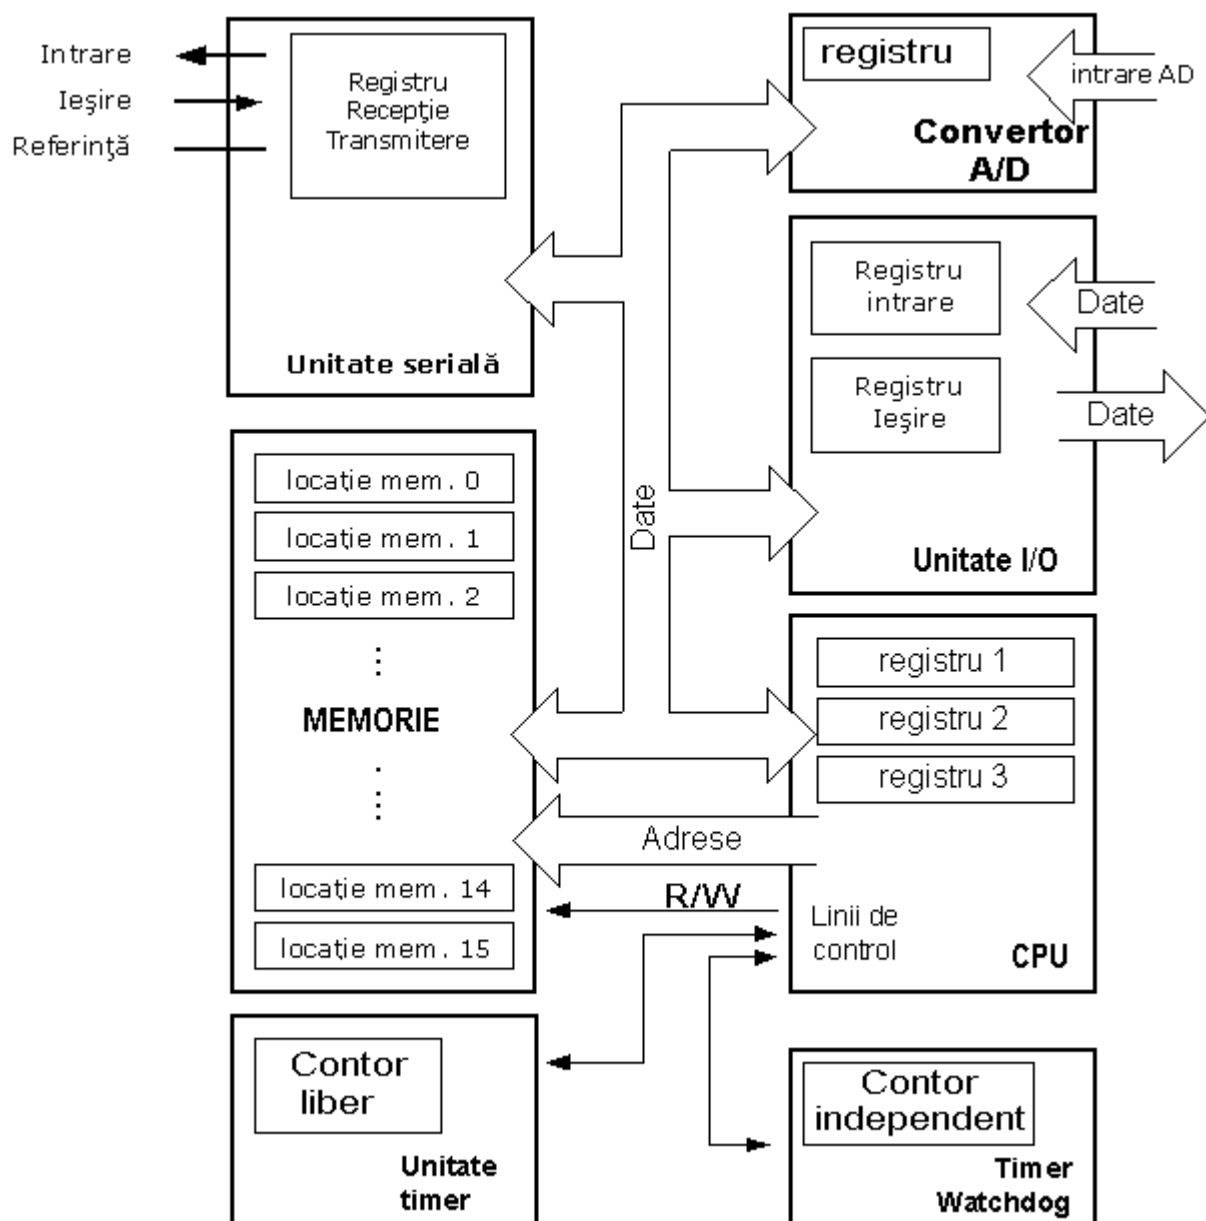 Intrare
Ieşire
Referinţă
Registru
Recepţie
Transmitere
Unitate serială
registru
intrare AD
Convertor
A/D
Registru
intrare
Date
Registru
Ieşire
Date
Unitate I/O
locaţie mem. 0
locaţie mem. 1
locaţie mem. 2
MEMORIE
locaţie mem. 14
locaţie mem. 15
Date
registru 1
registru 2
registru 3
Adrese
R/W
Linii de
control
CPU
Contor
liber
Unitate
timer
Contor
independent
Timer
Watchdog